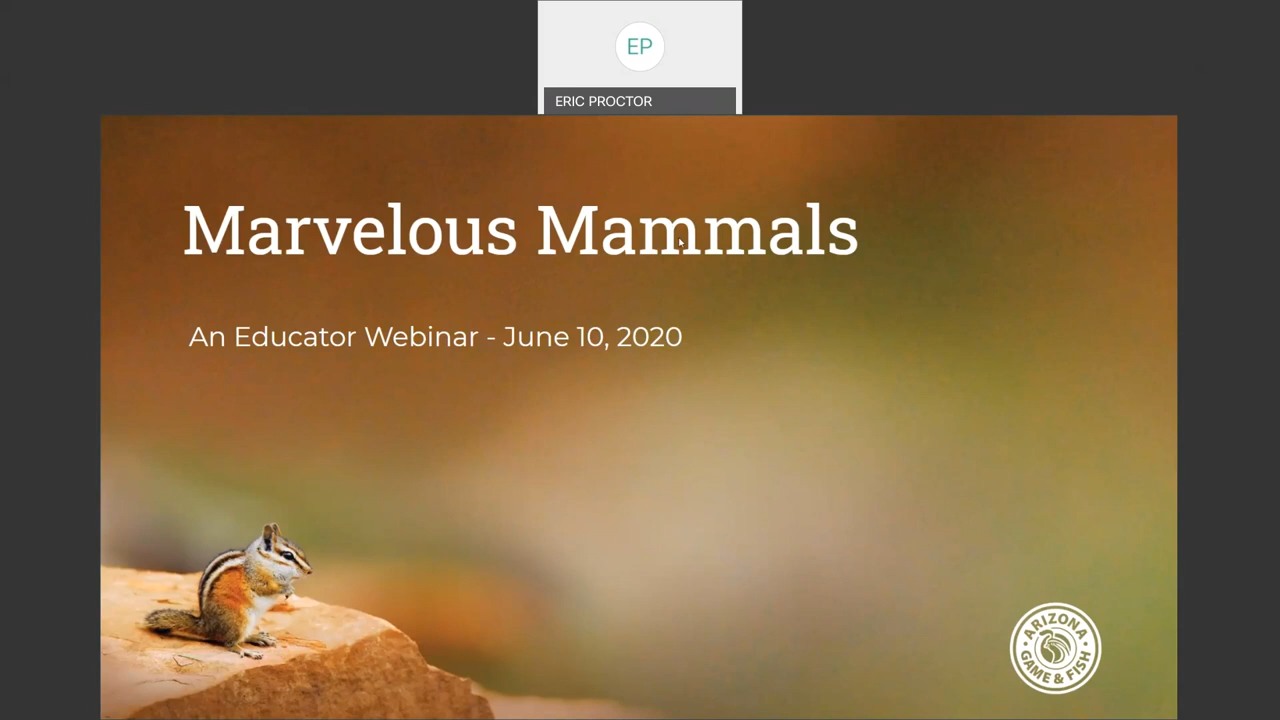 EP
ERIC PROCTOR
Marvelous Mammals
An Educator Webinar - June 10, 2020
ARIZONA
GAME & FISH